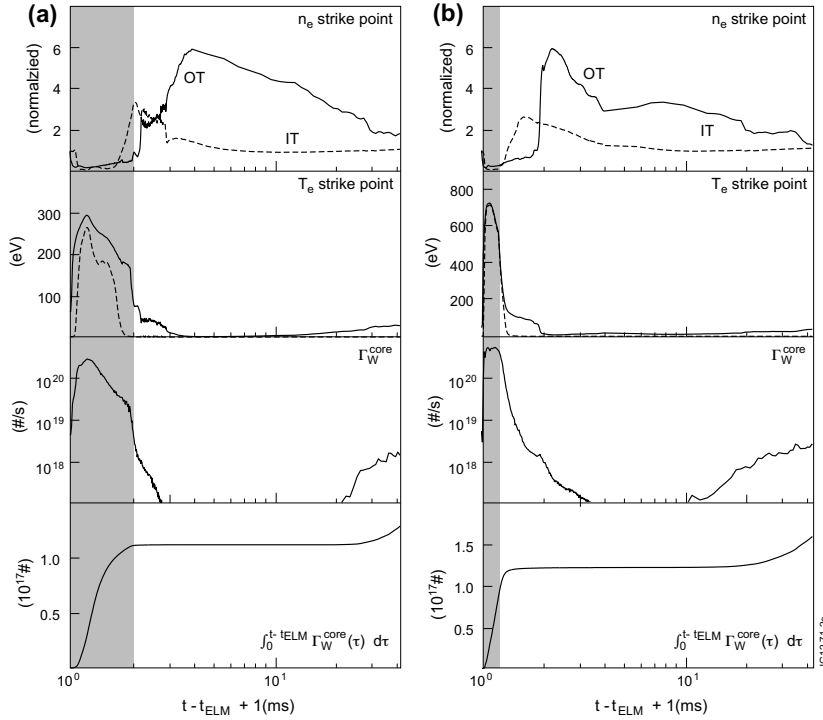 (a)
n_e strike point
(normalzied)
6
4
2
OT
IT
T_e strike point
(eV)
300
200
100
Γ_W^core
(#/s)
10^20
10^19
10^18
(10^17#)
1.0
0.5
∫_0^t- tELM Γ_W^core(τ) dτ
10^0
10^1
t - t_ELM + 1(ms)
(b)
n_e strike point
(normalized)
6
4
2
OT
IT
T_e strike point
(eV)
800
600
400
200
Γ_W^core
(#/s)
10^20
10^19
10^18
(10^17#)
1.5
1.0
0.5
0
∫_0^t- tELM Γ_W^core(τ) dτ
10^0
10^1
t - t_ELM + 1(ms)